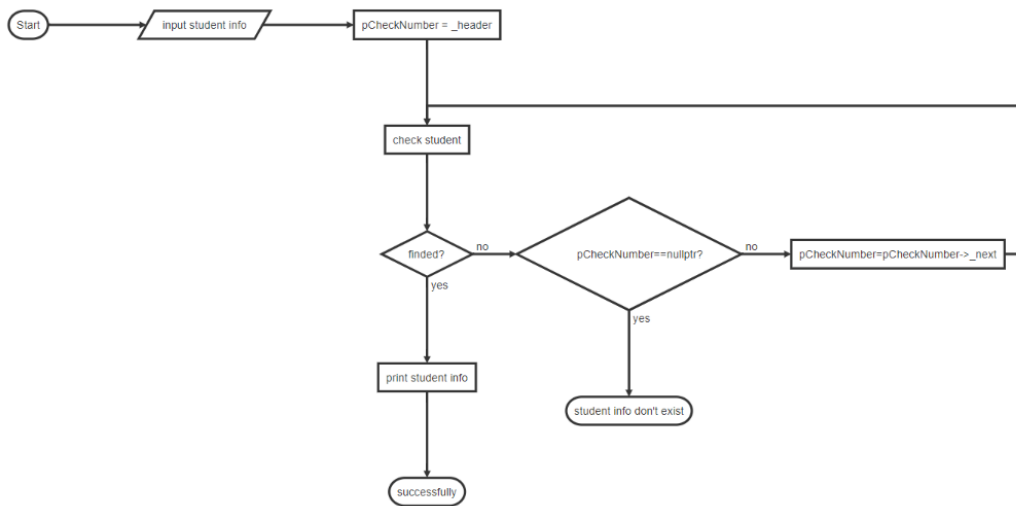 Start
input student info
pCheckNumber = _header
check student
finded?
no
pCheckNumber==nullptr?
no
pCheckNumber=pCheckNumber->_next
yes
yes
print student info
student info don't exist
successfully